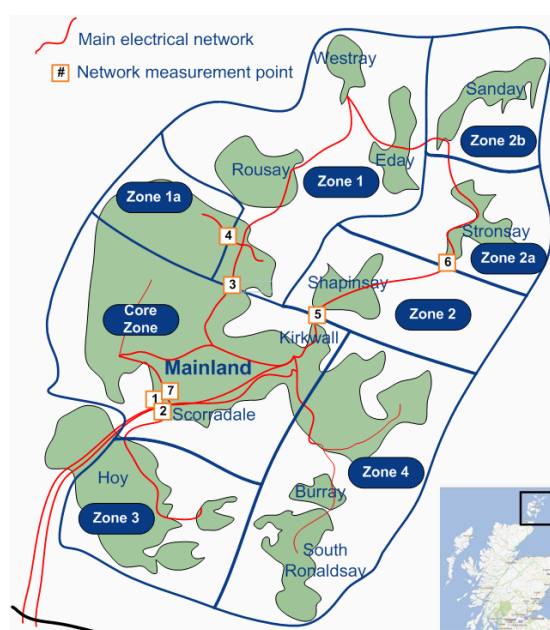 Main electrical network
# Network measurement point
Westray
Sanday
Zone 2b
Eday
Rousay
Zone 1
Zone 1a
4
Stronsay
6
Zone 2a
3
Shapinsay
5
Zone 2
Core
Zone
Kirkwall
Mainland
7
1
2
Scorradale
Zone 4
Hoy
Burray
Zone 3
South
Ronaldsay